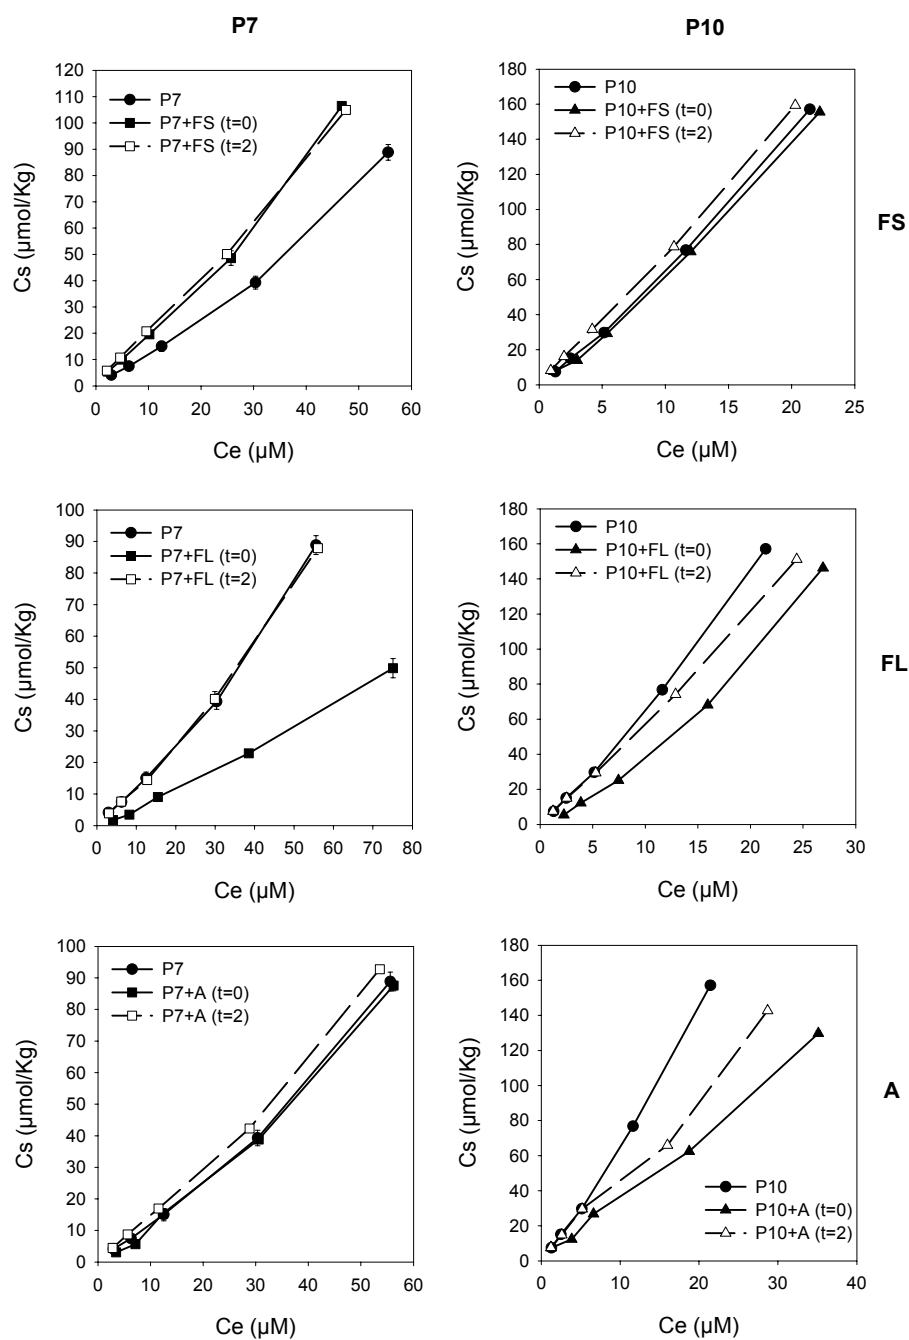 P7
P10
120
110
100
90
80
70
60
50
40
30
20
10
0
Cs (µmol/Kg)
P7
P7+FS (t=0)
P7+FS (t=2)
0 10 20 30 40 50 60
Ce (µM)
180
160
140
120
100
80
60
40
20
0
Cs (µmol/Kg)
P10
P10+FS (t=0)
P10+FS (t=2)
0 5 10 15 20 25
Ce (µM)
FS
100
90
80
70
60
50
40
30
20
10
0
Cs (µmol/Kg)
P7
P7+FL (t=0)
P7+FL (t=2)
0 10 20 30 40 50 60 70 80
Ce (µM)
180
160
140
120
100
80
60
40
20
0
Cs (µmol/Kg)
P10
P10+FL (t=0)
P10+FL (t=2)
0 5 10 15 20 25 30
Ce (µM)
FL
100
90
80
70
60
50
40
30
20
10
0
Cs (µmol/Kg)
P7
P7+A (t=0)
P7+A (t=2)
0 10 20 30 40 50 60
Ce (µM)
180
160
140
120
100
80
60
40
20
0
Cs (µmol/Kg)
P10
P10+A (t=0)
P10+A (t=2)
0 10 20 30 40
Ce (µM)
A